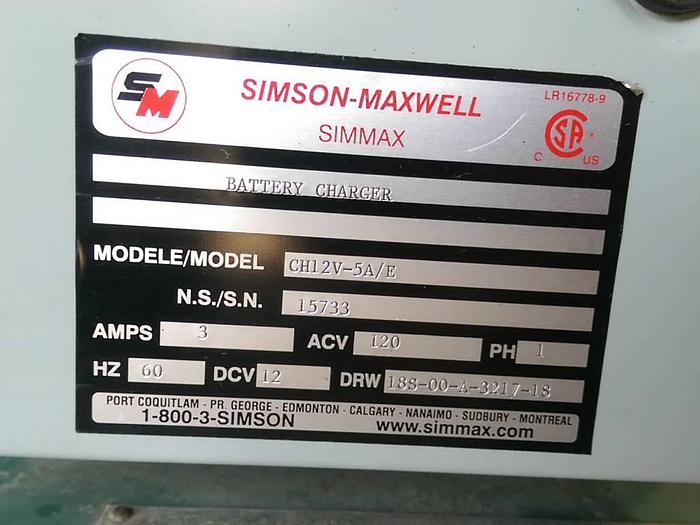 SM
SIMSON-MAXWELL
SIMMAX
LR16778-9
CSA
C US
BATTERY CHARGER
MODELE/MODEL CH12V-5A/E
N.S./S.N. 15733
AMPS 3 ACV 120 PH 1
HZ 60 DCV 12 DRW 18S-00-A-3217-18
PORT COQUITLAM - PR. GEORGE - EDMONTON - CALGARY - NANAIMO - SUDBURY - MONTREAL
1-800-3-SIMSON www.simmax.com